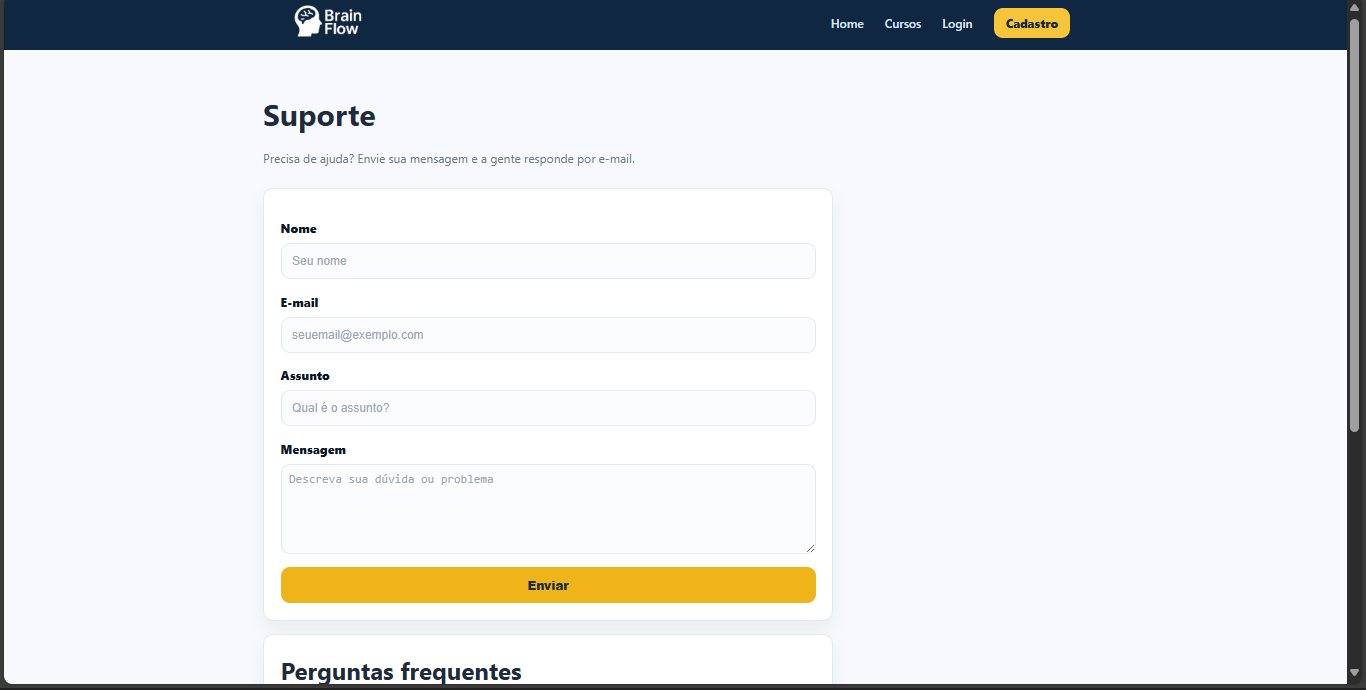 Brain
Flow
Home Cursos Login Cadastro
Suporte
Precisa de ajuda? Envie sua mensagem e a gente responde por e-mail.
Nome
Seu nome
E-mail
seuemail@exemplo.com
Assunto
Qual é o assunto?
Mensagem
Descreva sua dúvida ou problema
Enviar
Perguntas frequentes